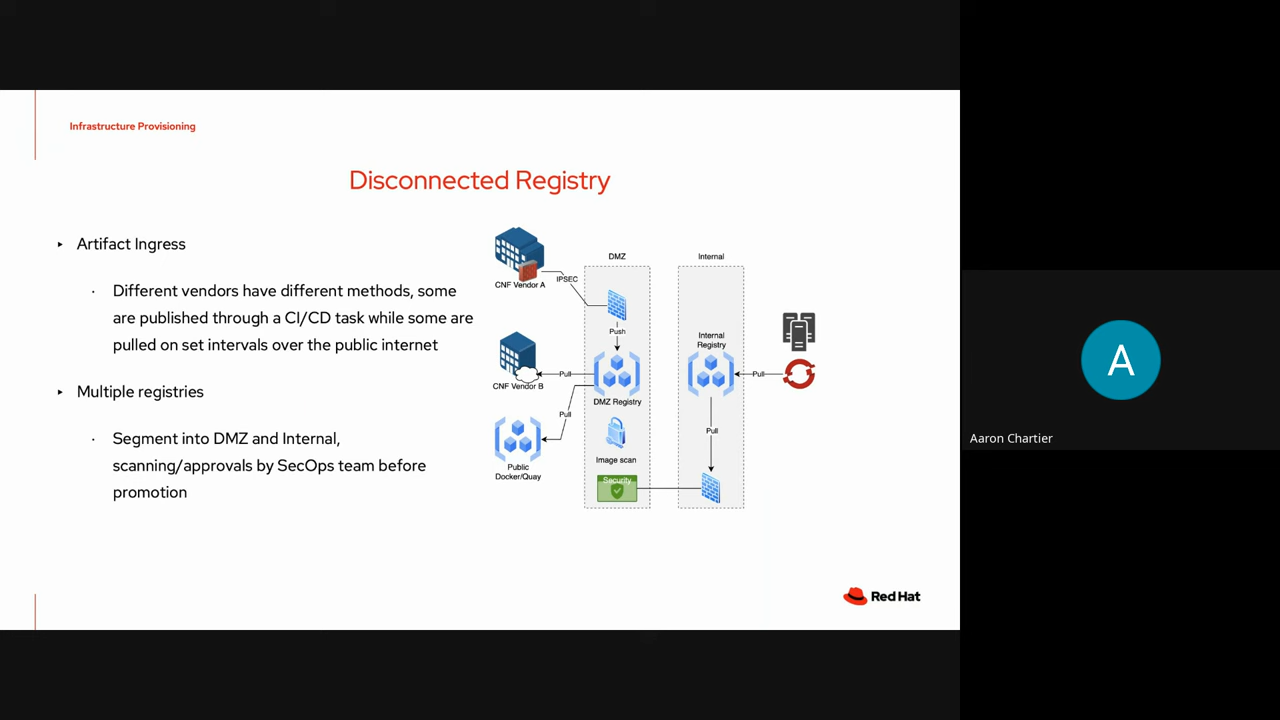 Infrastructure Provisioning
Disconnected Registry
▸ Artifact Ingress
· Different vendors have different methods, some
are published through a CI/CD task while some are
pulled on set intervals over the public internet
▸ Multiple registries
· Segment into DMZ and Internal,
scanning/approvals by SecOps team before
promotion
CNF Vendor A
IPSEC
DMZ
Push
CNF Vendor B
Pull
DMZ Registry
Pull
Public
Docker/Quay
Image scan
Security
Internal
Internal
Registry
Pull
Pull
Red Hat
A
Aaron Chartier